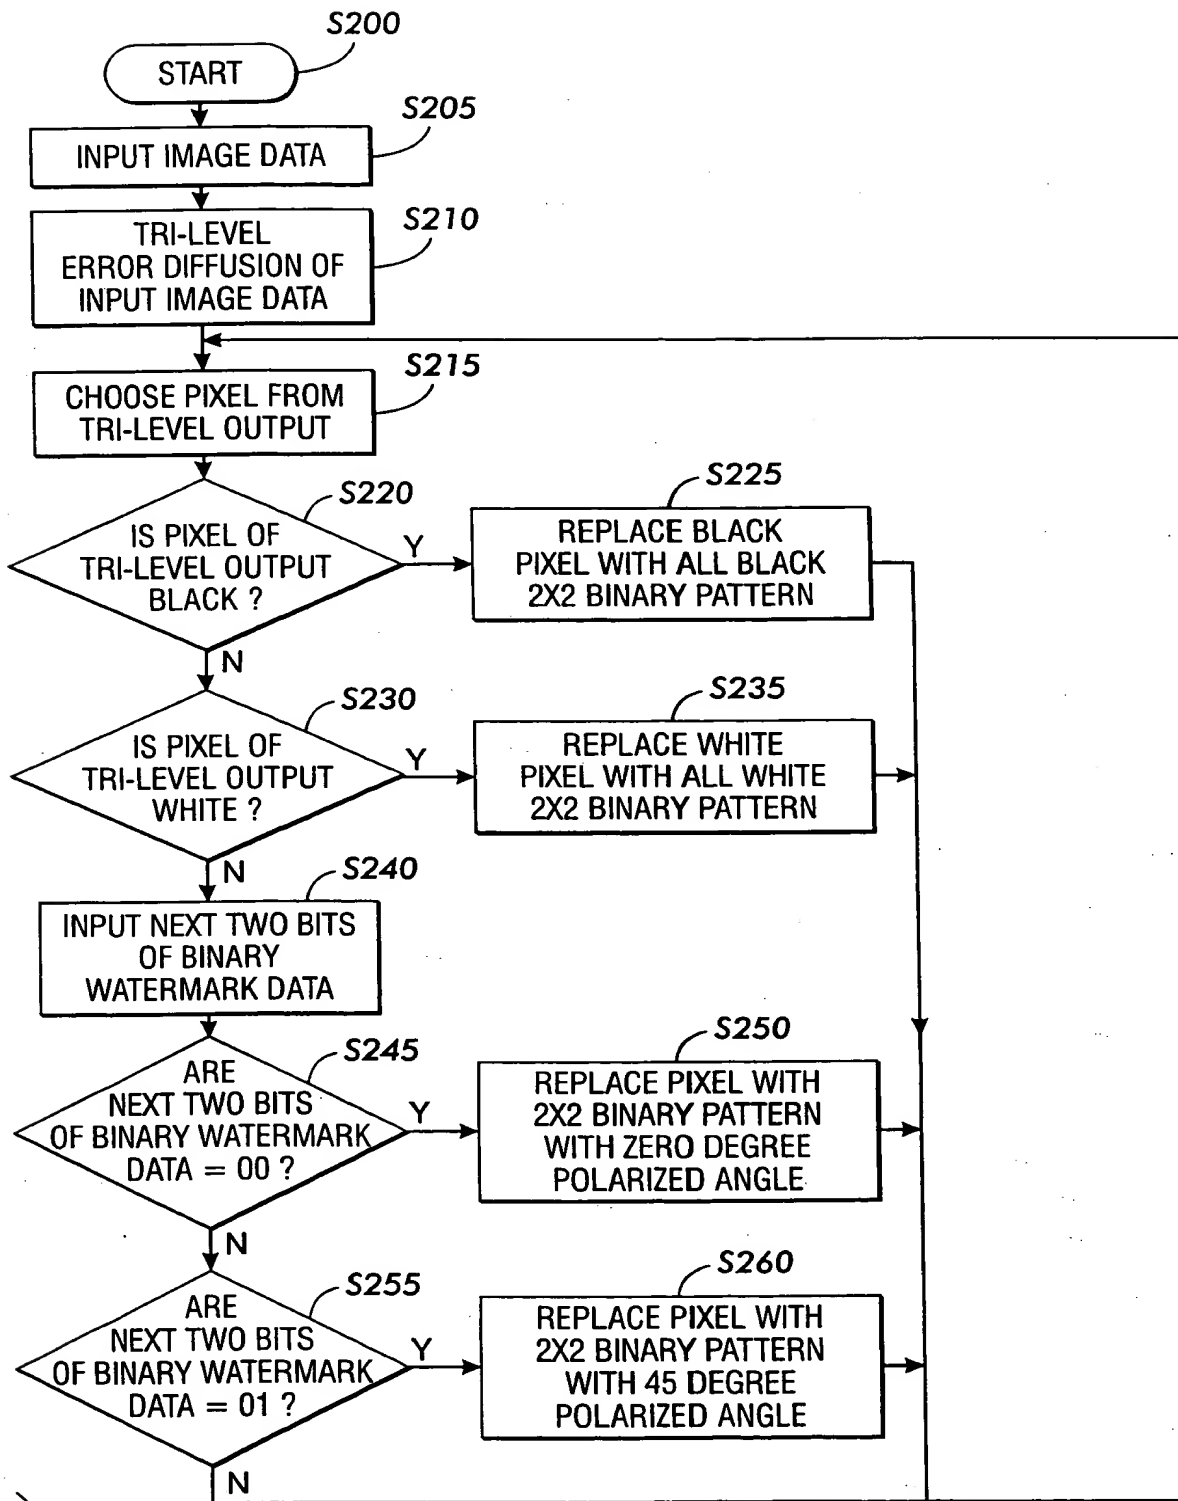 S200
START
S205
INPUT IMAGE DATA
S210
TRI-LEVEL
ERROR DIFFUSION OF
INPUT IMAGE DATA
S215
CHOOSE PIXEL FROM
TRI-LEVEL OUTPUT
S220
IS PIXEL OF
TRI-LEVEL OUTPUT
BLACK ?
Y
N
S225
REPLACE BLACK
PIXEL WITH ALL BLACK
2X2 BINARY PATTERN
S230
IS PIXEL OF
TRI-LEVEL OUTPUT
WHITE ?
Y
N
S235
REPLACE WHITE
PIXEL WITH ALL WHITE
2X2 BINARY PATTERN
S240
INPUT NEXT TWO BITS
OF BINARY
WATERMARK DATA
S245
ARE
NEXT TWO BITS
OF BINARY WATERMARK
DATA = 00 ?
Y
N
S250
REPLACE PIXEL WITH
2X2 BINARY PATTERN
WITH ZERO DEGREE
POLARIZED ANGLE
S255
ARE
NEXT TWO BITS
OF BINARY WATERMARK
DATA = 01 ?
Y
N
S260
REPLACE PIXEL WITH
2X2 BINARY PATTERN
WITH 45 DEGREE
POLARIZED ANGLE